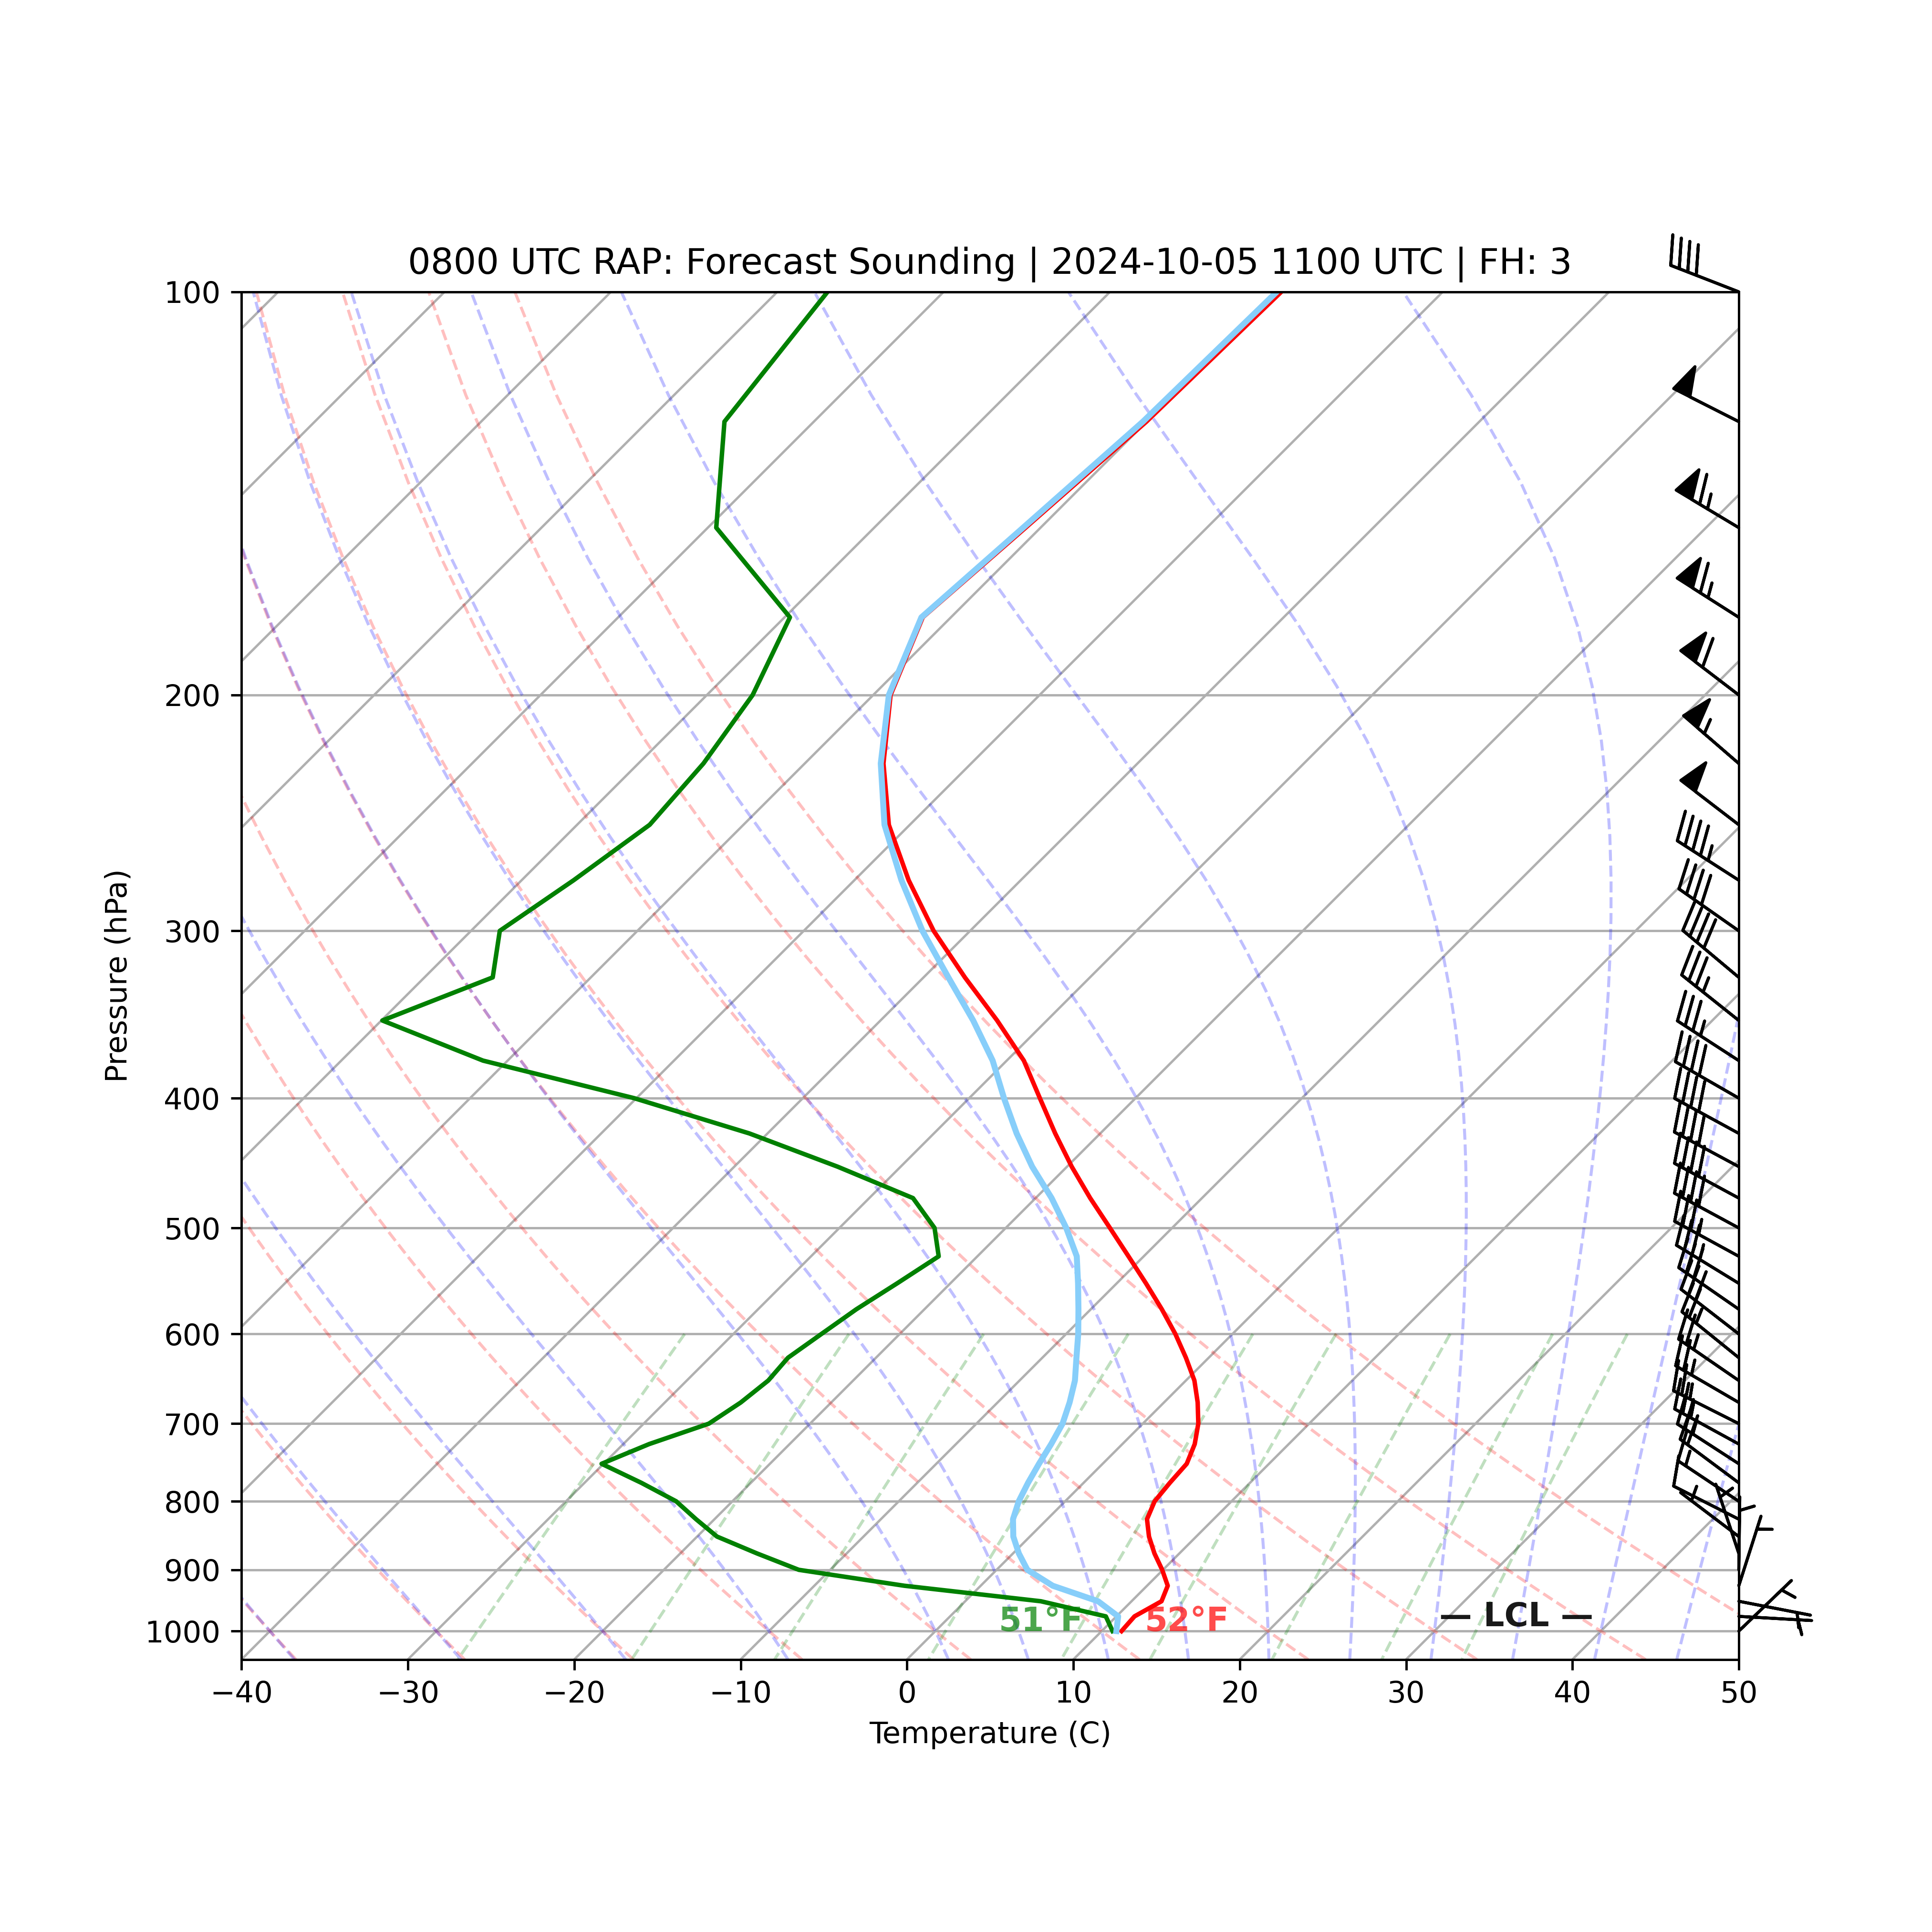 0800 UTC RAP: Forecast Sounding | 2024-10-05 1100 UTC | FH: 3
100
200
300
400
500
600
700
800
900
1000
Pressure (hPa)
51°F 52°F — LCL —
−40 −30 −20 −10 0 10 20 30 40 50
Temperature (C)